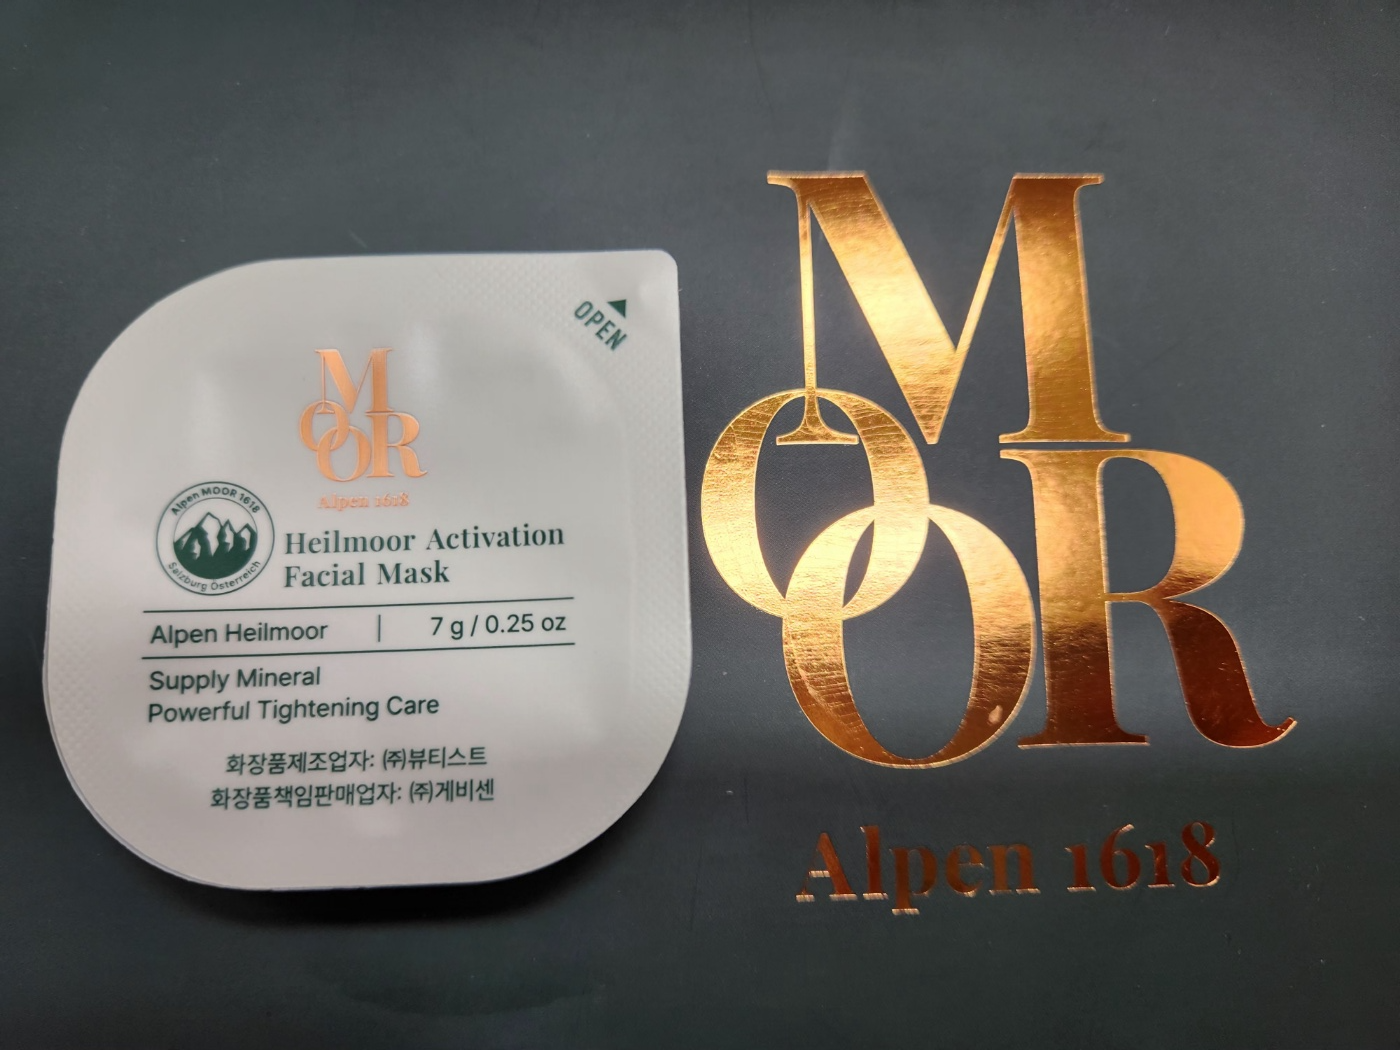 OPEN
MOOR
Alpen 1618
Alpen MOOR 1618
Salzburg Österreich
Heilmoor Activation
Facial Mask
Alpen Heilmoor | 7 g / 0.25 oz
Supply Mineral
Powerful Tightening Care
화장품제조업자: ㈜뷰티스트
화장품책임판매업자: ㈜게비센
MOOR
Alpen 1618